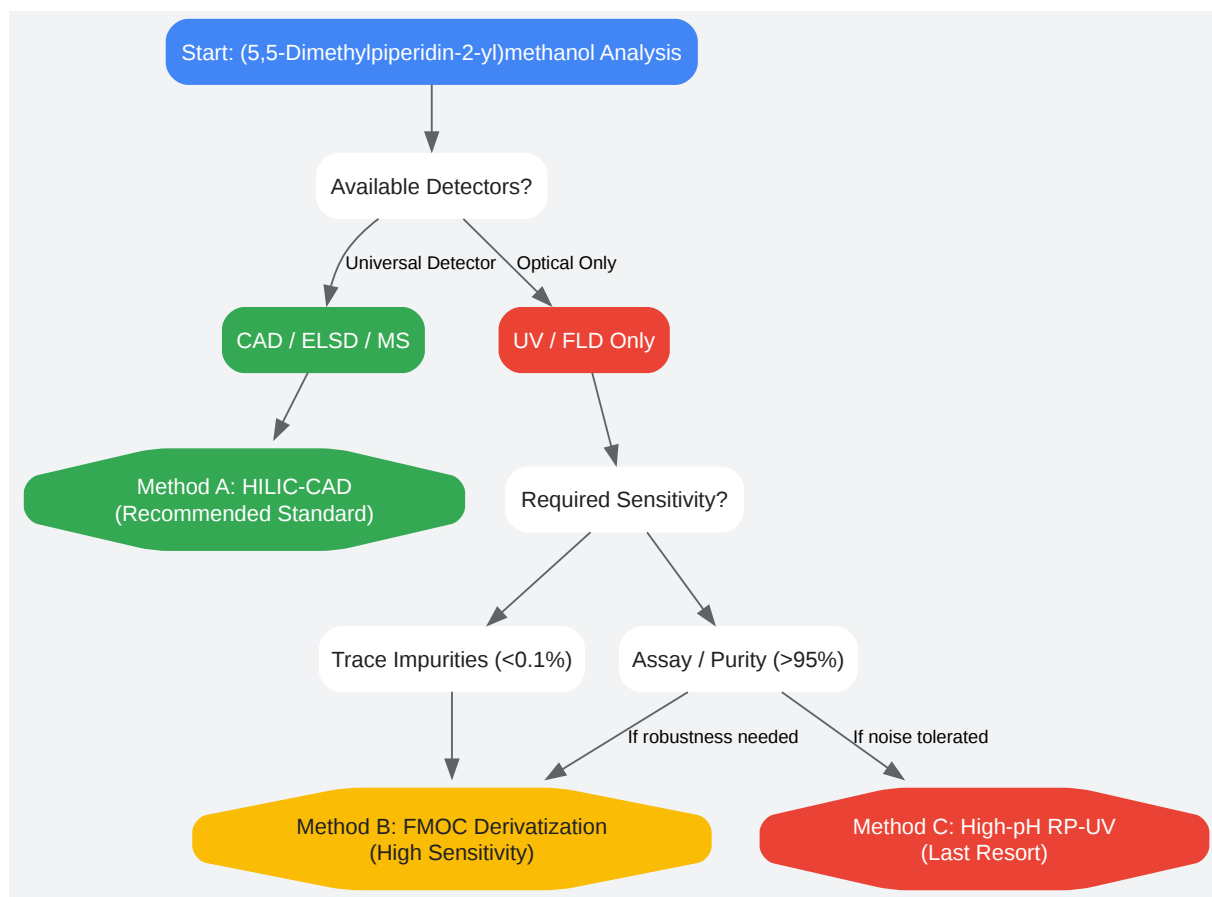 Start: (5,5-Dimethylpiperidin-2-yl)methanol Analysis
Available Detectors?
Universal Detector
Optical Only
CAD / ELSD / MS
UV / FLD Only
Method A: HILIC-CAD
(Recommended Standard)
Required Sensitivity?
Trace Impurities (<0.1%)
Assay / Purity (>95%)
If robustness needed
If noise tolerated
Method B: FMOC Derivatization
(High Sensitivity)
Method C: High-pH RP-UV
(Last Resort)